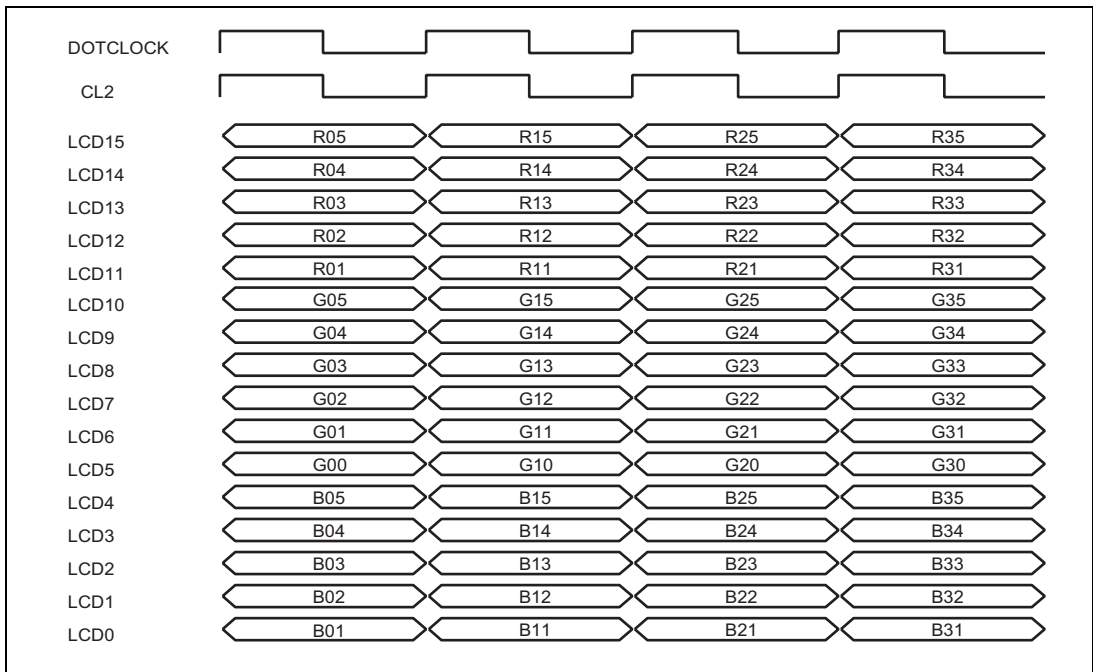 DOTCLOCK
CL2
LCD15 R05 R15 R25 R35
LCD14 R04 R14 R24 R34
LCD13 R03 R13 R23 R33
LCD12 R02 R12 R22 R32
LCD11 R01 R11 R21 R31
LCD10 G05 G15 G25 G35
LCD9 G04 G14 G24 G34
LCD8 G03 G13 G23 G33
LCD7 G02 G12 G22 G32
LCD6 G01 G11 G21 G31
LCD5 G00 G10 G20 G30
LCD4 B05 B15 B25 B35
LCD3 B04 B14 B24 B34
LCD2 B03 B13 B23 B33
LCD1 B02 B12 B22 B32
LCD0 B01 B11 B21 B31